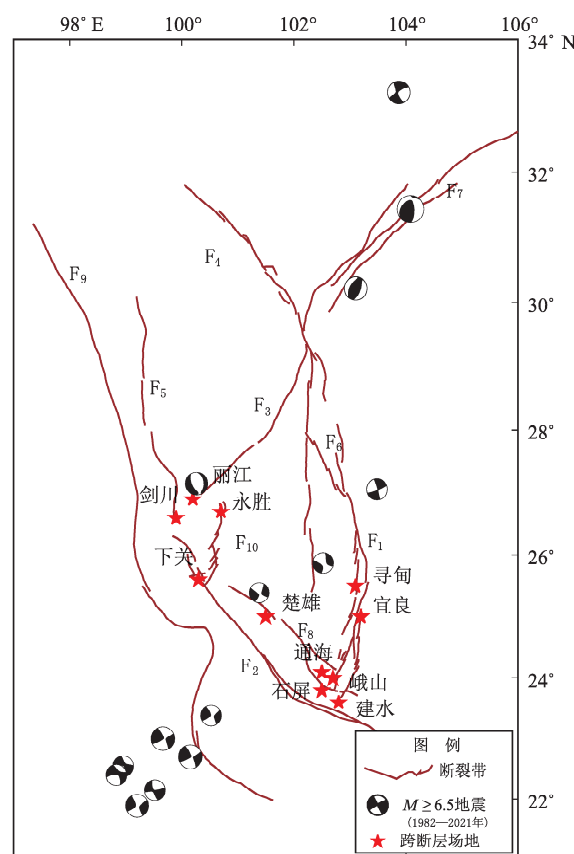 98° E 100° 102° 104° 106°
34° N
32°
F7
F4
F9
30°
F5
F3
28°
F6
丽江
剑川
永胜
F1
下关
F10
26°
寻甸
楚雄
宜良
F8
通海
F2
峨山
24°
石屏
建水
图 例
断裂带
M ≥ 6.5地震
(1982—2021年)
22°
跨断层场地